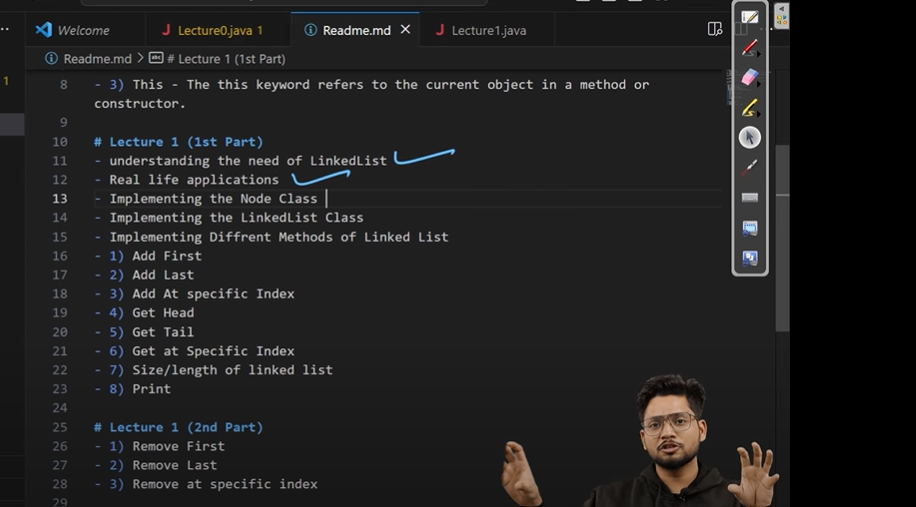 Welcome
J Lecture0.java 1
Readme.md
J Lecture1.java
Readme.md > # Lecture 1 (1st Part)
1
8 - 3) This - The this keyword refers to the current object in a method or
constructor.
9
10 # Lecture 1 (1st Part)
11 - understanding the need of LinkedList
12 - Real life applications
13 - Implementing the Node Class
14 - Implementing the LinkedList Class
15 - Implementing Diffrent Methods of Linked List
16 - 1) Add First
17 - 2) Add Last
18 - 3) Add At specific Index
19 - 4) Get Head
20 - 5) Get Tail
21 - 6) Get at Specific Index
22 - 7) Size/length of linked list
23 - 8) Print
24
25 # Lecture 1 (2nd Part)
26 - 1) Remove First
27 - 2) Remove Last
28 - 3) Remove at specific index
29